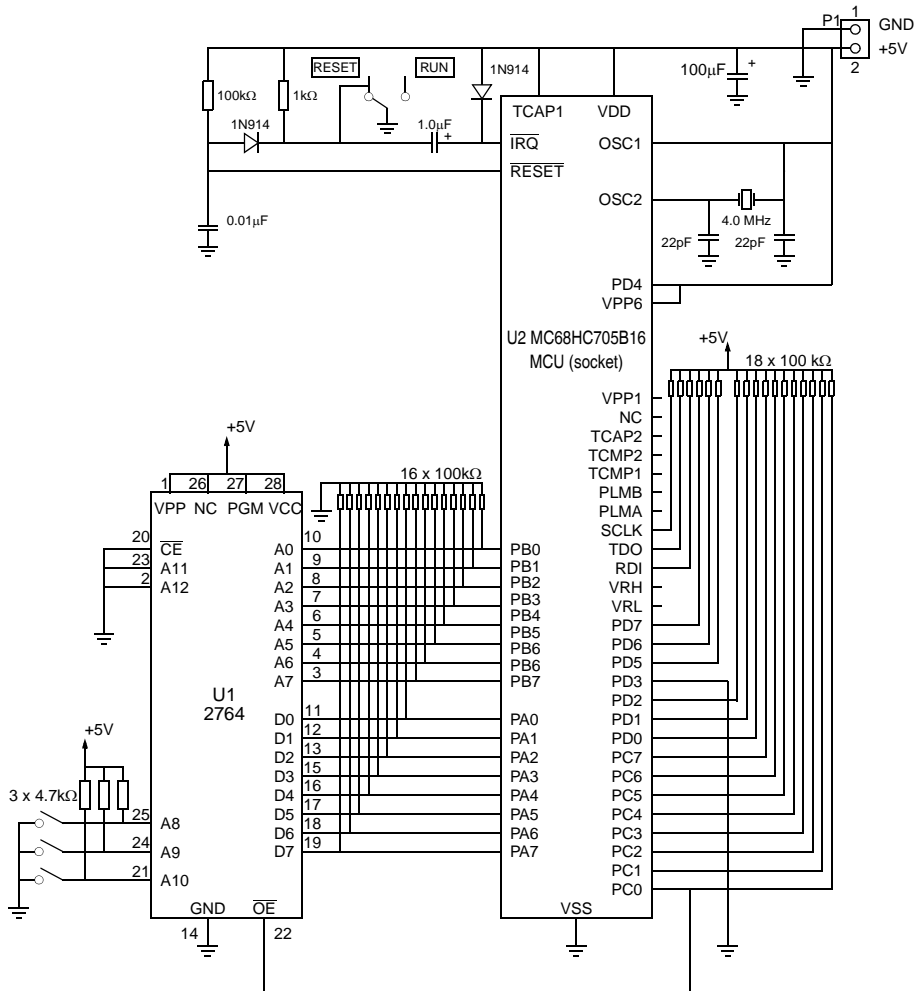 P1
1
GND
+5V
2
RESET
RUN
1N914
100µF
+
100kΩ
1kΩ
1N914
1.0µF
+
0.01µF
TCAP1
VDD
IRQ
OSC1
RESET
OSC2
4.0 MHz
22pF
22pF
PD4
VPP6
U2 MC68HC705B16
MCU (socket)
+5V
18 x 100 kΩ
VPP1
NC
TCAP2
TCMP2
TCMP1
PLMB
PLMA
SCLK
TDO
RDI
VRH
VRL
PD7
PD6
PD5
PD3
PD2
PD1
PD0
PC7
PC6
PC5
PC4
PC3
PC2
PC1
PC0
PB0
PB1
PB2
PB3
PB4
PB5
PB6
PB6
PB7
PA0
PA1
PA2
PA3
PA4
PA5
PA6
PA7
VSS
+5V
16 x 100kΩ
1
26
27
28
VPP
NC
PGM
VCC
20
CE
23
A11
2
A12
A0
10
A1
9
A2
8
A3
7
A4
6
A5
5
A6
4
A7
3
U1
2764
D0
11
D1
12
D2
13
D3
15
D4
16
D5
17
D6
18
D7
19
+5V
3 x 4.7kΩ
25
A8
24
A9
21
A10
GND
OE
14
22